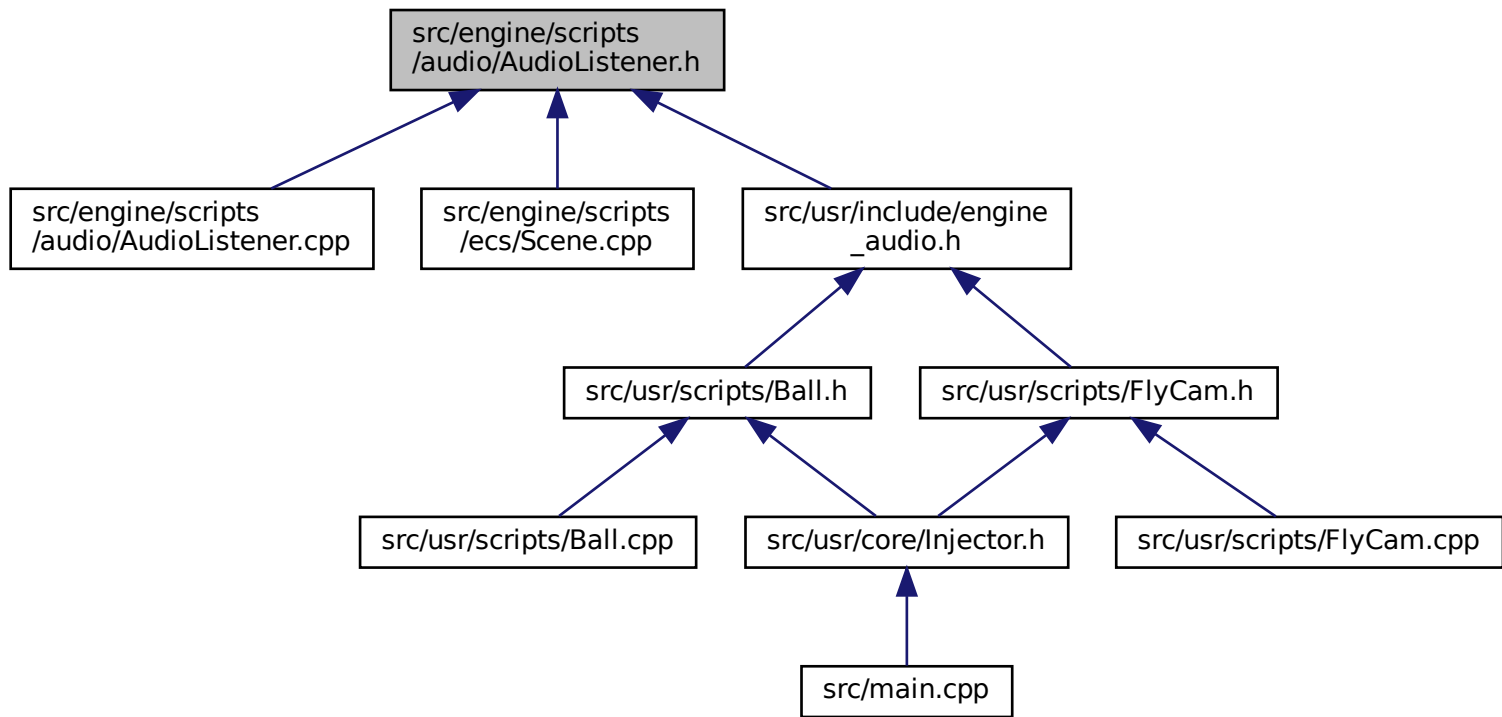 src/engine/scripts
/audio/AudioListener.h
src/engine/scripts
/audio/AudioListener.cpp
src/engine/scripts
/ecs/Scene.cpp
src/usr/include/engine
_audio.h
src/usr/scripts/Ball.h
src/usr/scripts/FlyCam.h
src/usr/scripts/Ball.cpp
src/usr/core/Injector.h
src/usr/scripts/FlyCam.cpp
src/main.cpp